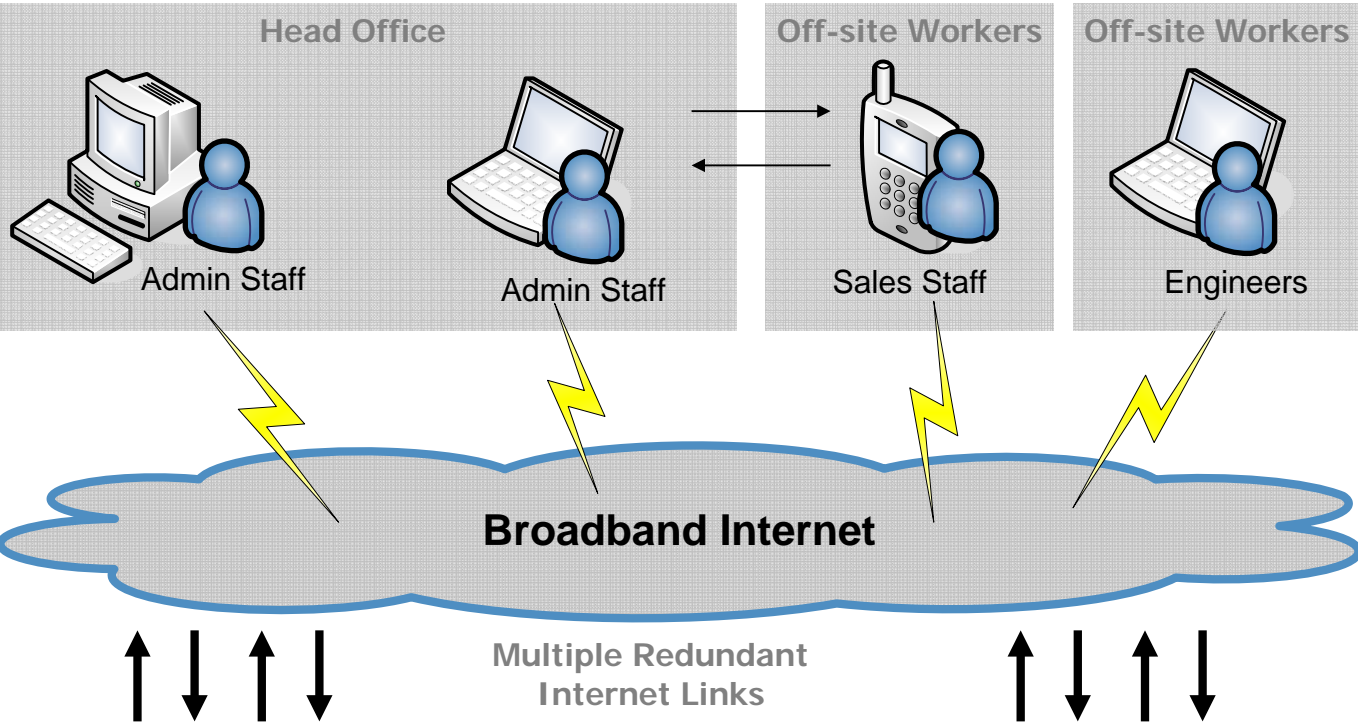 Head Office
Off-site Workers
Off-site Workers
Admin Staff
Admin Staff
Sales Staff
Engineers
Broadband Internet
Multiple Redundant
Internet Links